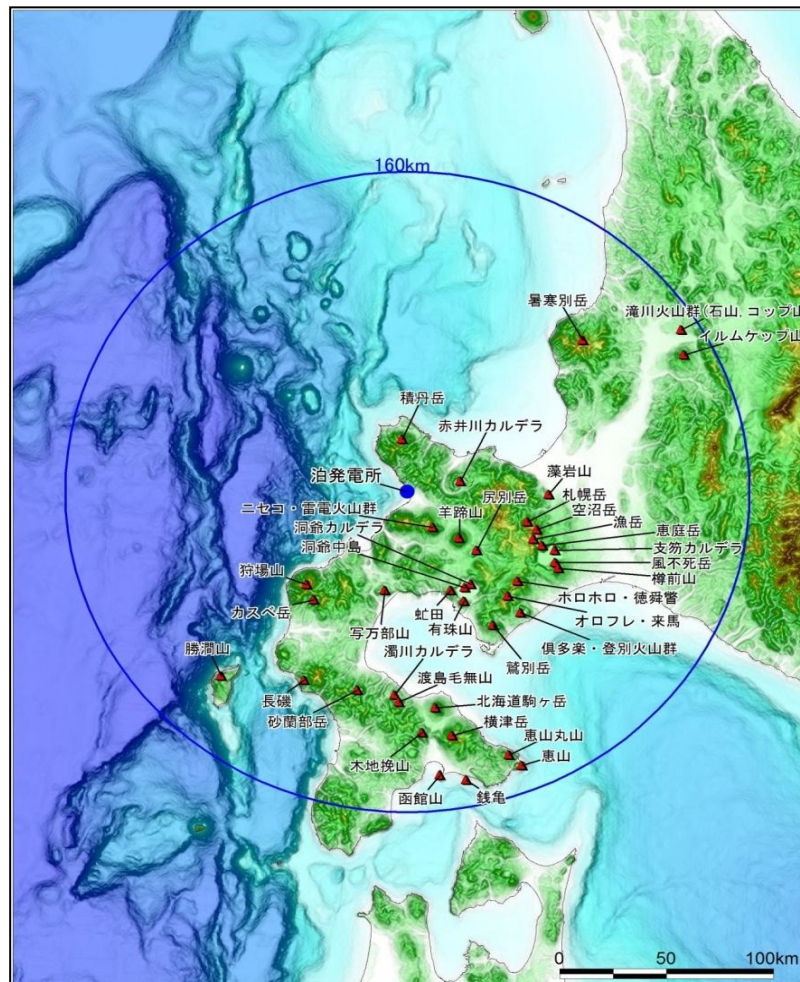 160km
暑寒別岳
滝川火山群(石山、コップ山
イルムケップ山
積丹岳
赤井川カルデラ
泊発電所
藻岩山
尻別岳
札幌岳
ニセコ・雷電火山群
羊蹄山
空沼岳
洞爺カルデラ
漁岳
恵庭岳
洞爺中島
支笏カルデラ
風不死岳
狩場山
樽前山
カスベ岳
ホロホロ・徳舜瞥
写万部山
虻田
有珠山
オロフレ・来馬
倶多楽・登別火山群
勝澗山
濁川カルデラ
鷲別岳
渡島毛無山
長磯
北海道駒ヶ岳
砂蘭部岳
横津岳
恵山丸山
木地挽山
恵山
函館山
銭亀
0 50 100km